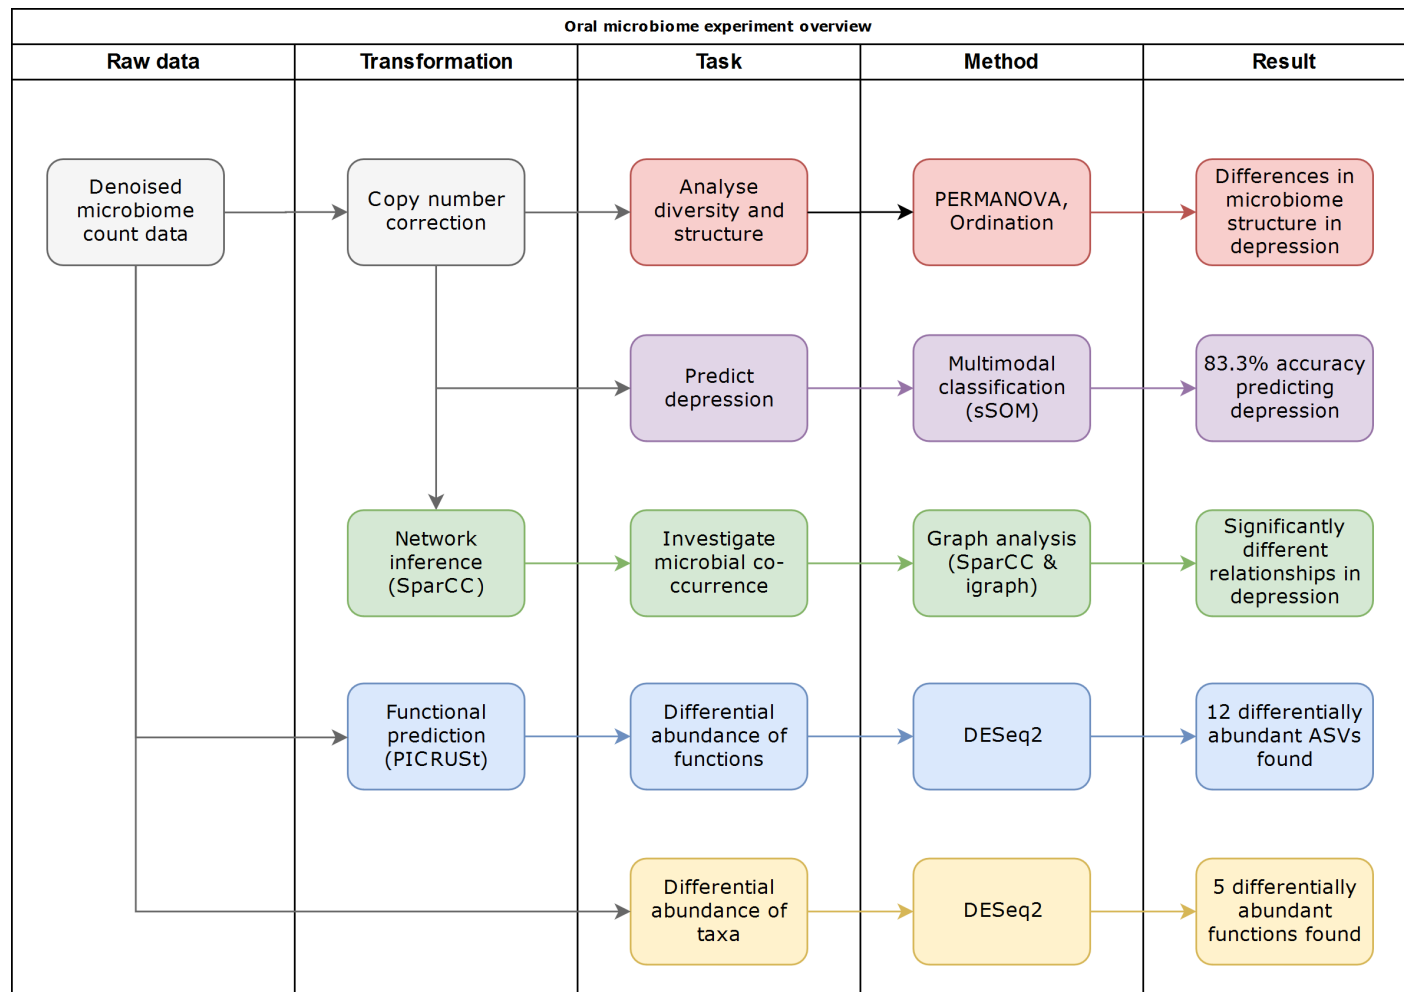 Oral microbiome experiment overview
Raw data
Transformation
Task
Method
Result
Denoised
microbiome
count data
Copy number
correction
Analyse
diversity and
structure
PERMANOVA,
Ordination
Differences in
microbiome
structure in
depression
Predict
depression
Multimodal
classification
(sSOM)
83.3% accuracy
predicting
depression
Network
inference
(SparCC)
Investigate
microbial co-
ccurrence
Graph analysis
(SparCC &
igraph)
Significantly
different
relationships in
depression
Functional
prediction
(PICRUSt)
Differential
abundance of
functions
DESeq2
12 differentially
abundant ASVs
found
Differential
abundance of
taxa
DESeq2
5 differentially
abundant
functions found